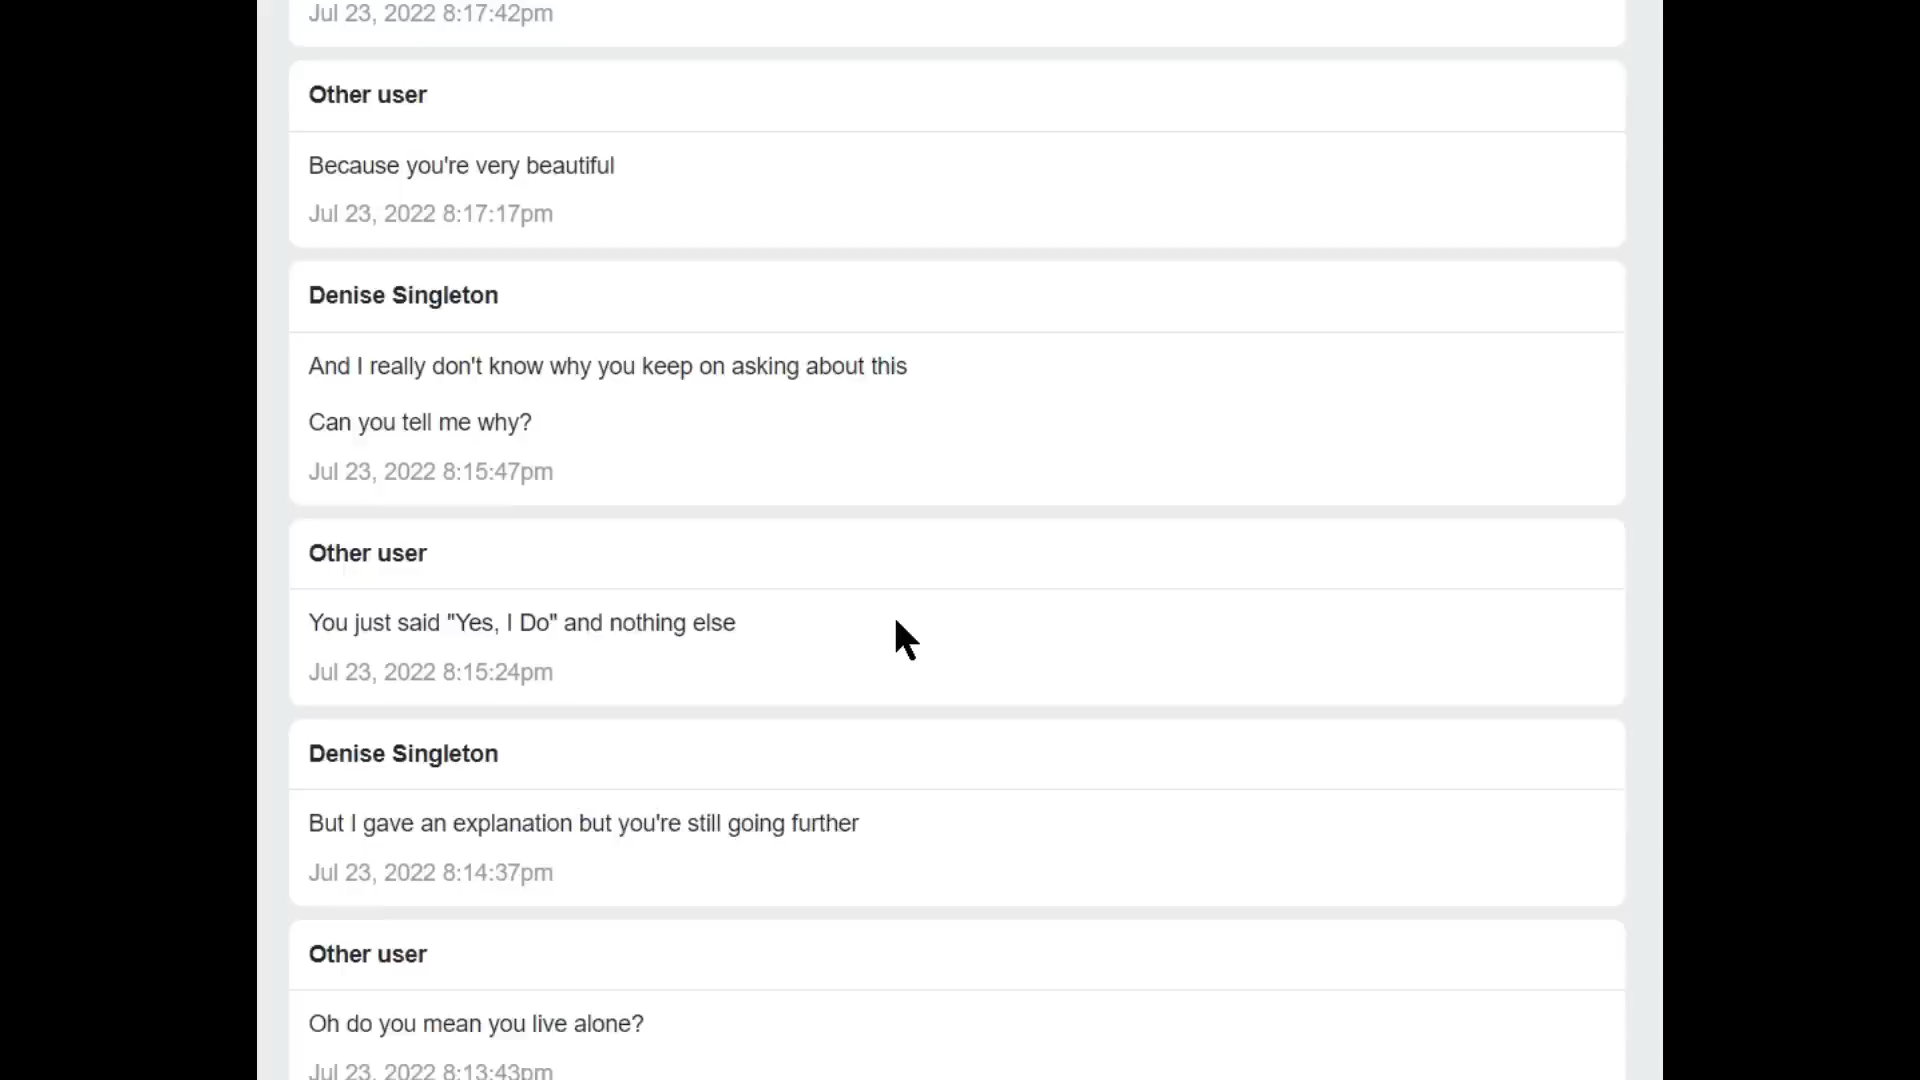 Jul 23, 2022 8:17:42pm
Other user
Because you're very beautiful
Jul 23, 2022 8:17:17pm
Denise Singleton
And I really don't know why you keep on asking about this
Can you tell me why?
Jul 23, 2022 8:15:47pm
Other user
You just said "Yes, I Do" and nothing else
Jul 23, 2022 8:15:24pm
Denise Singleton
But I gave an explanation but you're still going further
Jul 23, 2022 8:14:37pm
Other user
Oh do you mean you live alone?
Jul 23, 2022 8:13:43pm